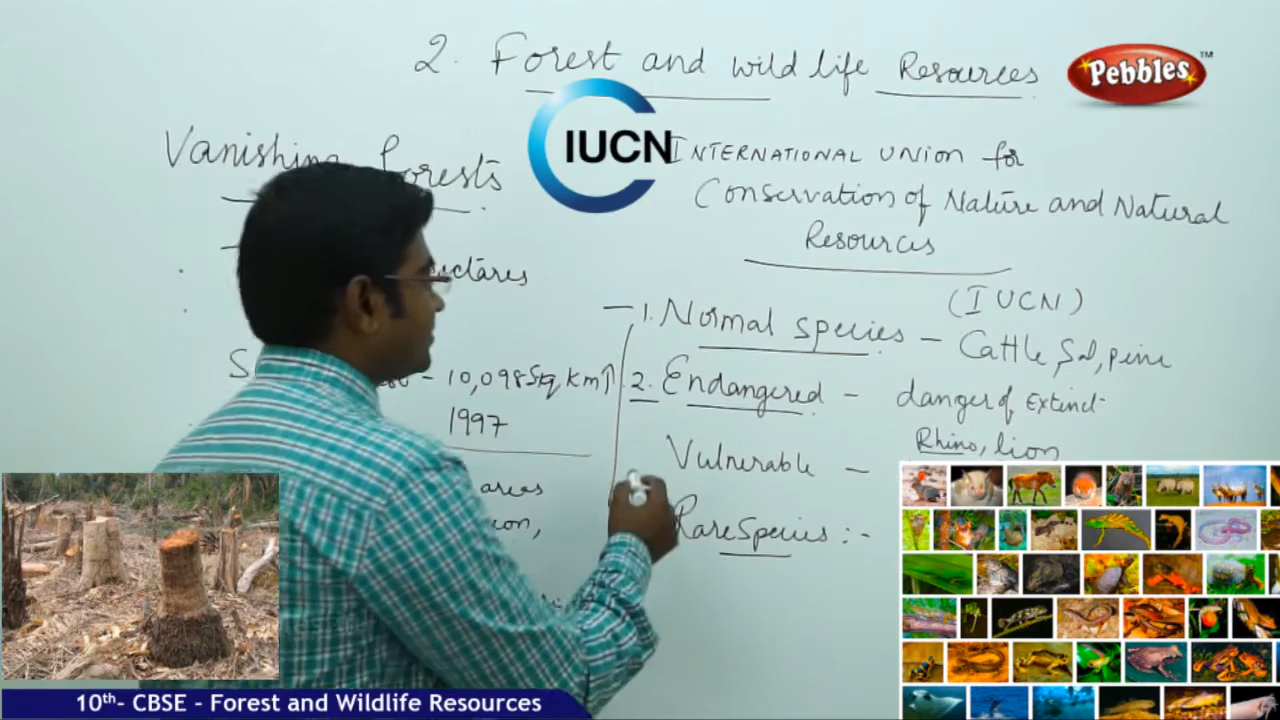 2. Forest and wild life Resources
Pebbles™
Vanishing Forests
IUCN
INTERNATIONAL UNION for
Conservation of Nature and Natural
Resources
(IUCN)
hectares
10,098 Sq Km↑
1997
areas
1. Normal Species – Cattle, Sal, pine
2. Endangered – danger of Extinct
Rhino, lion
Vulnerable –
Rare Species :-
10th- CBSE - Forest and Wildlife Resources